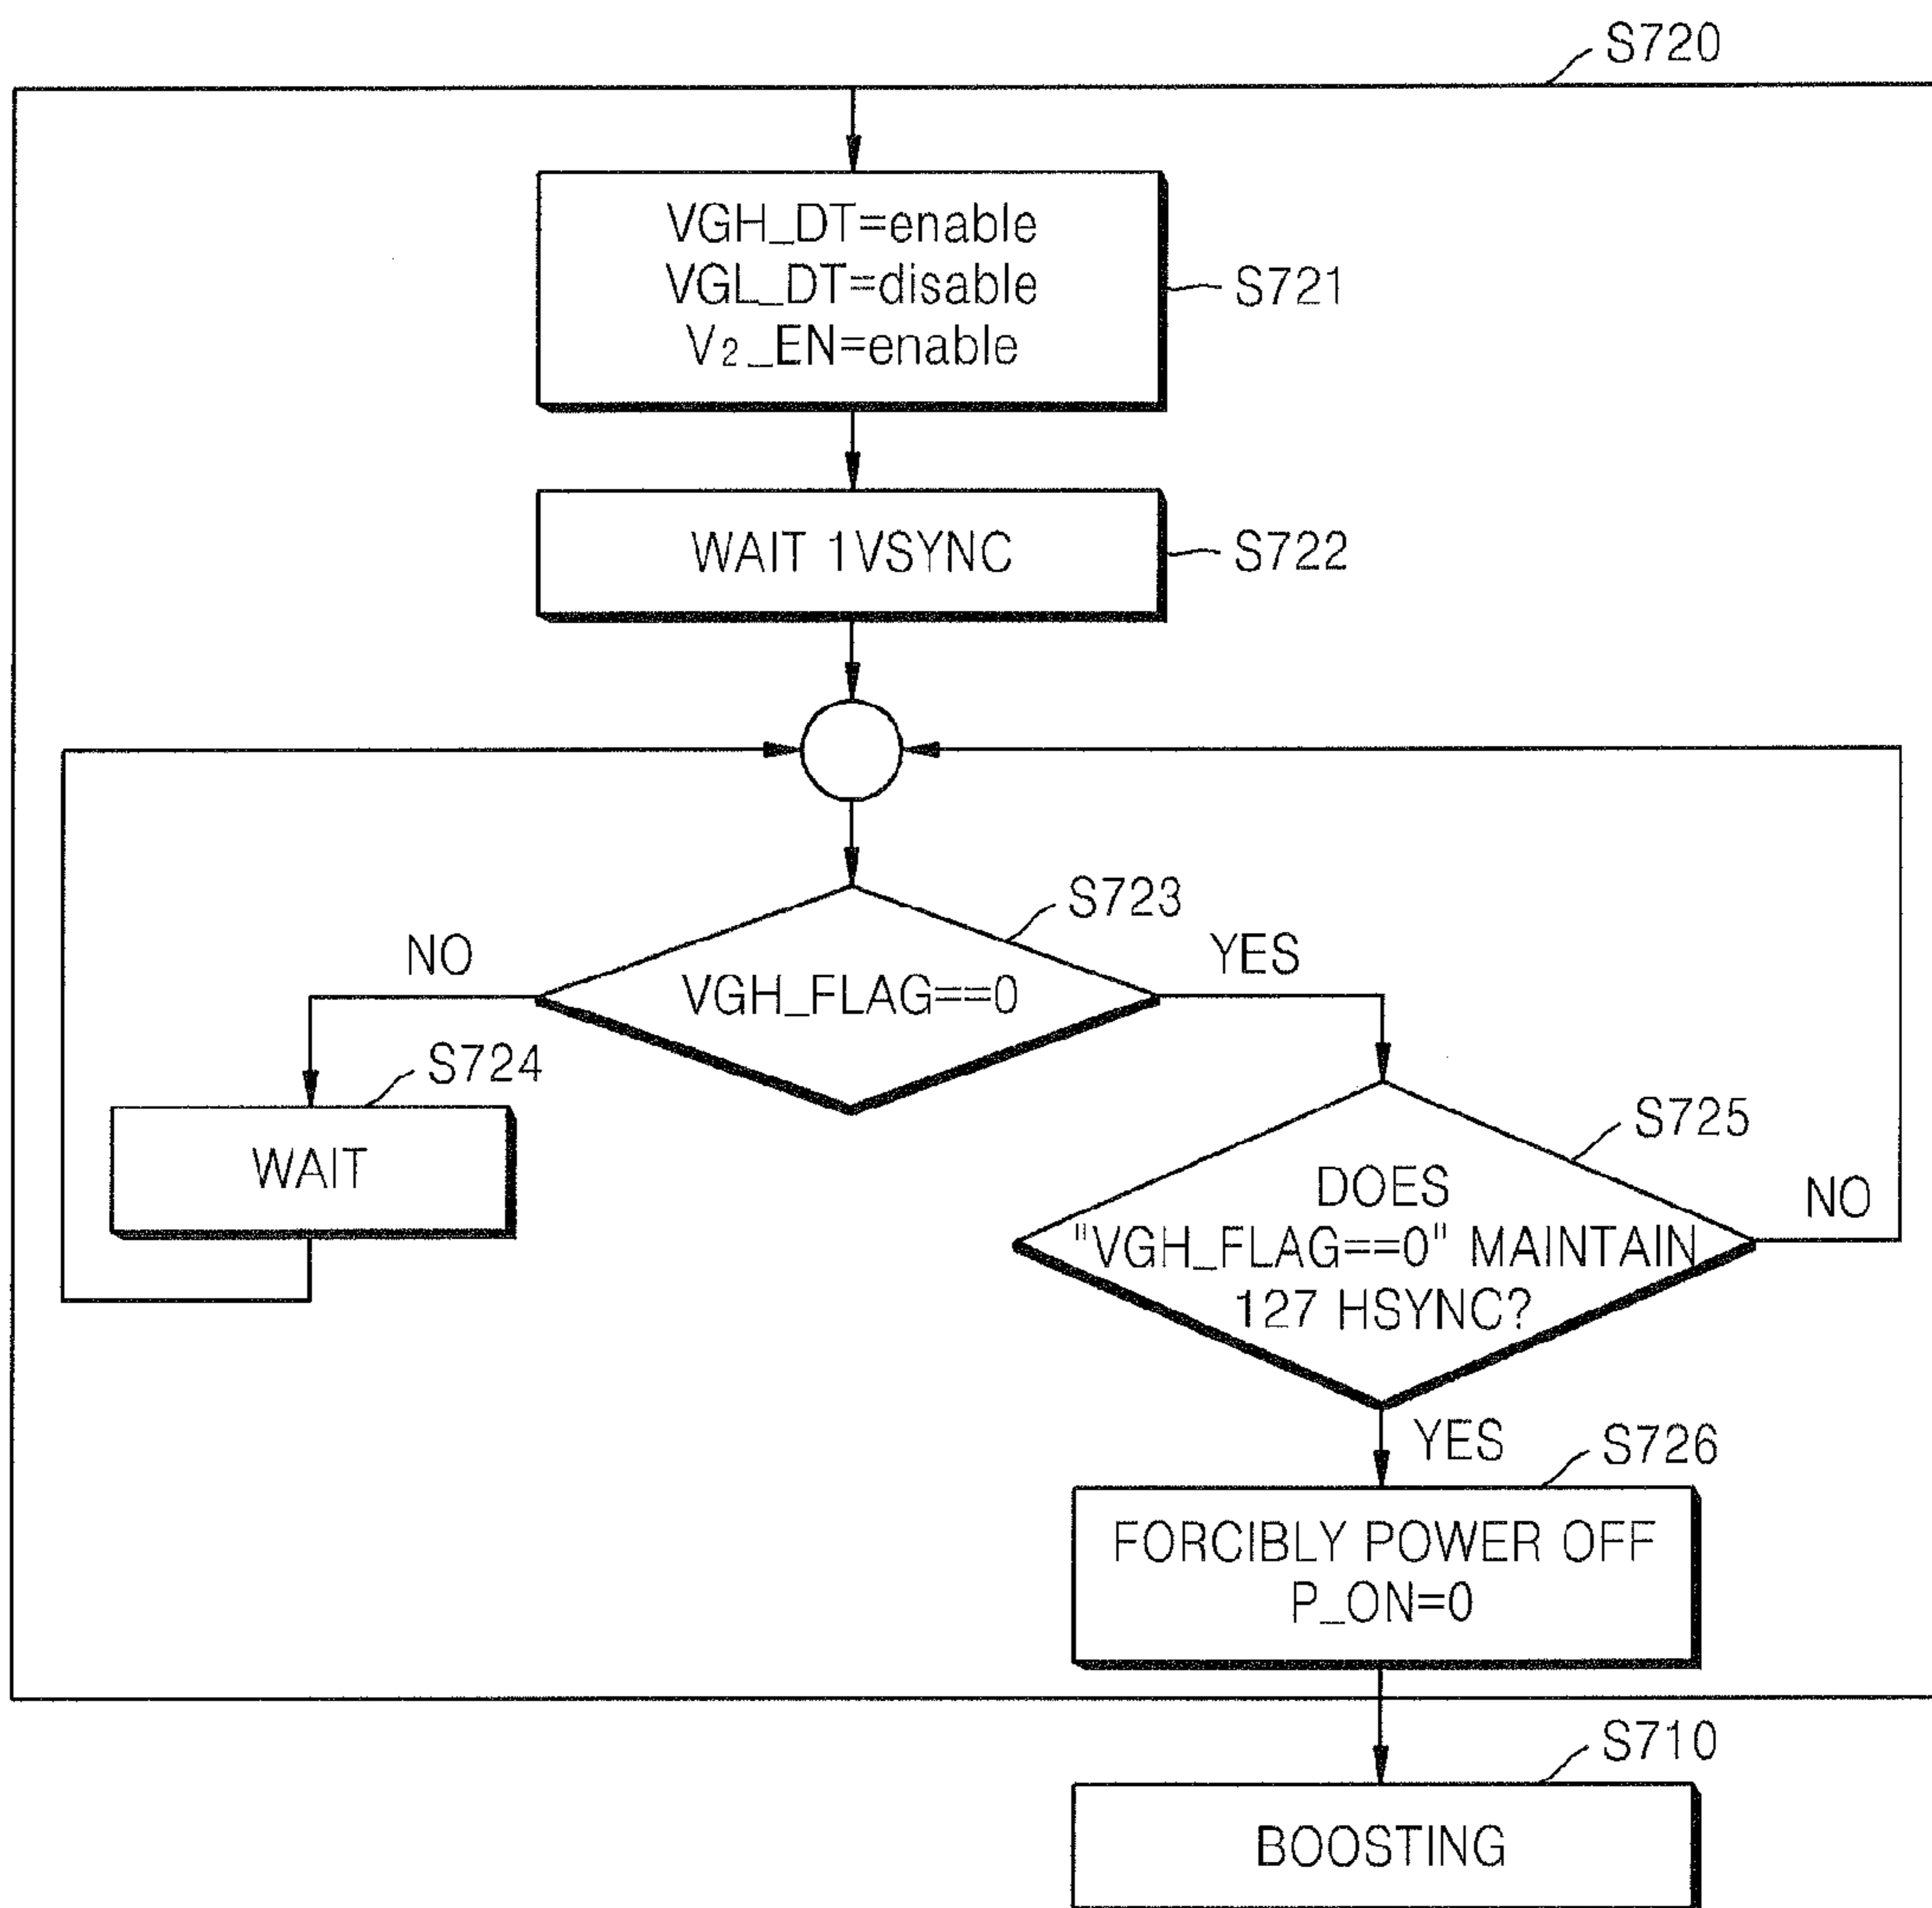 S720
VGH_DT=enable
VGL_DT=disable
V2_EN=enable
S721
WAIT 1VSYNC
S722
S723
NO
YES
VGH_FLAG==0
S724
WAIT
S725
DOES
"VGH_FLAG==0" MAINTAIN
127 HSYNC?
NO
YES
S726
FORCIBLY POWER OFF
P_ON=0
S710
BOOSTING